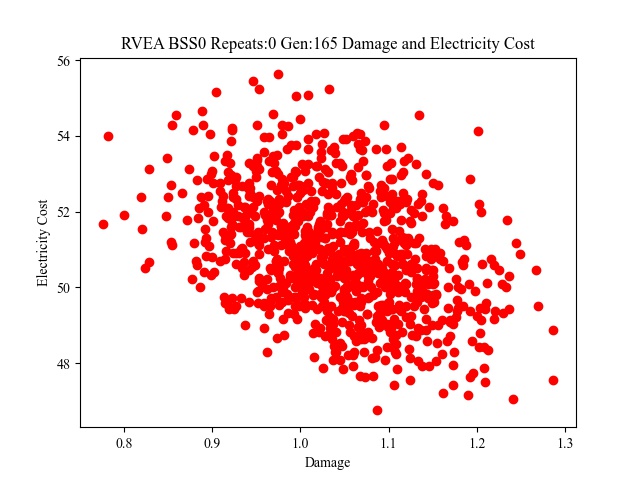 RVEA BSS0 Repeats:0 Gen:165 Damage and Electricity Cost
56
54
52
50
48
Electricity Cost
0.8 0.9 1.0 1.1 1.2 1.3
Damage